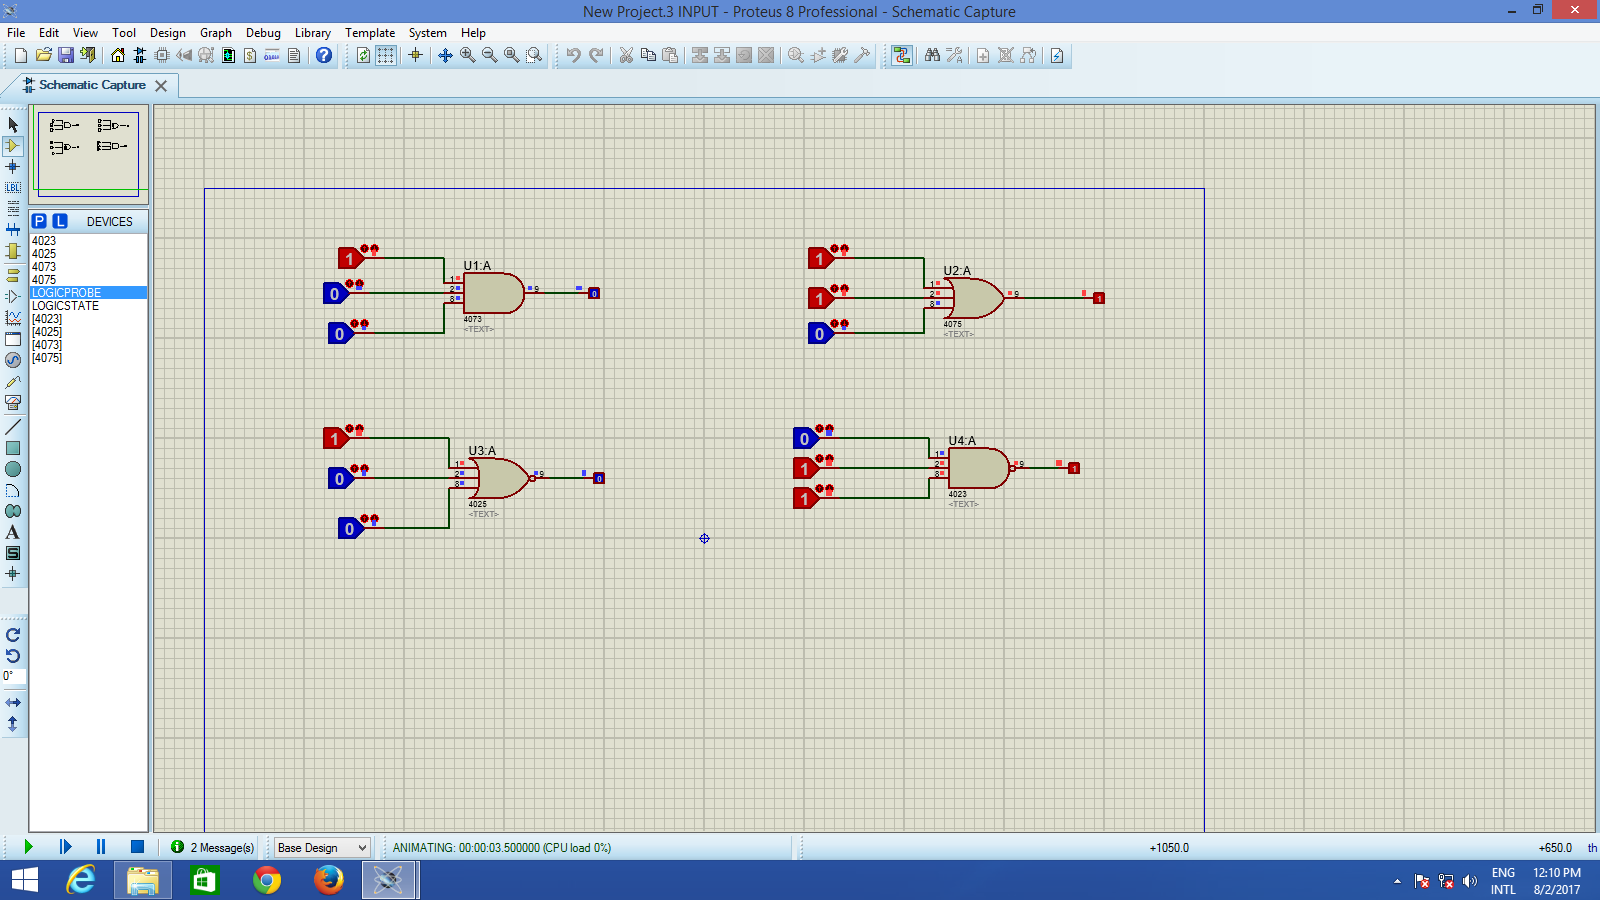 New Project.3 INPUT - Proteus 8 Professional - Schematic Capture
File Edit View Tool Design Graph Debug Library Template System Help
Schematic Capture
LBL
P L DEVICES
4023
4025
4073
4075
LOGICPROBE
LOGICSTATE
[4023]
[4025]
[4073]
[4075]
A
S
0°
1
0
0
U1:A
1
2
8
9
0
4073
<TEXT>
1
1
0
U2:A
1
2
8
9
1
4075
<TEXT>
1
0
0
U3:A
1
2
8
9
0
4025
<TEXT>
0
1
1
U4:A
1
2
8
9
1
4023
<TEXT>
2 Message(s) Base Design ANIMATING: 00:00:03.500000 (CPU load 0%) +1050.0 +650.0 th
ENG 12:10 PM
INTL 8/2/2017